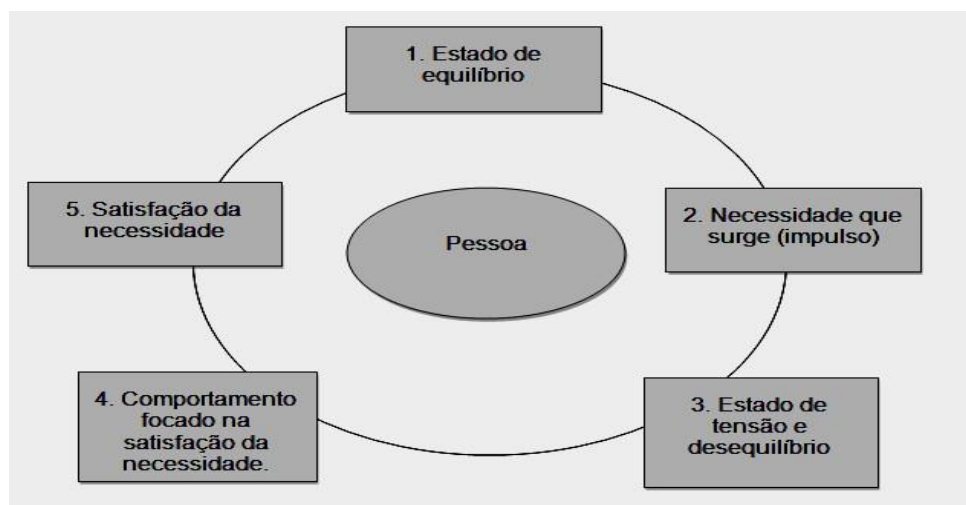 1. Estado de
equilíbrio
2. Necessidade que
surge (impulso)
3. Estado de
tensão e
desequilíbrio
4. Comportamento
focado na
satisfação da
necessidade.
5. Satisfação da
necessidade
Pessoa